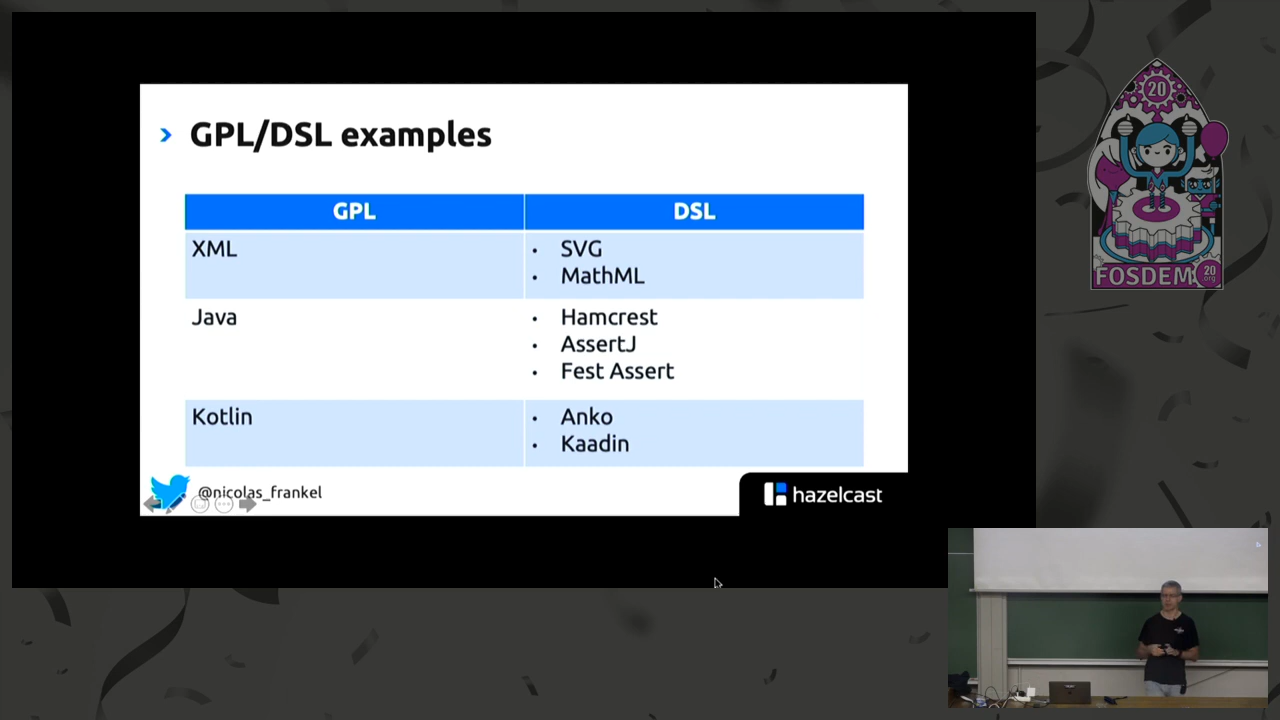 GPL/DSL examples
GPL
DSL
XML
• SVG
• MathML
Java
• Hamcrest
• AssertJ
• Fest Assert
Kotlin
• Anko
• Kaadin
@nicolas_frankel
hazelcast
20
FOSDEM
20
.org